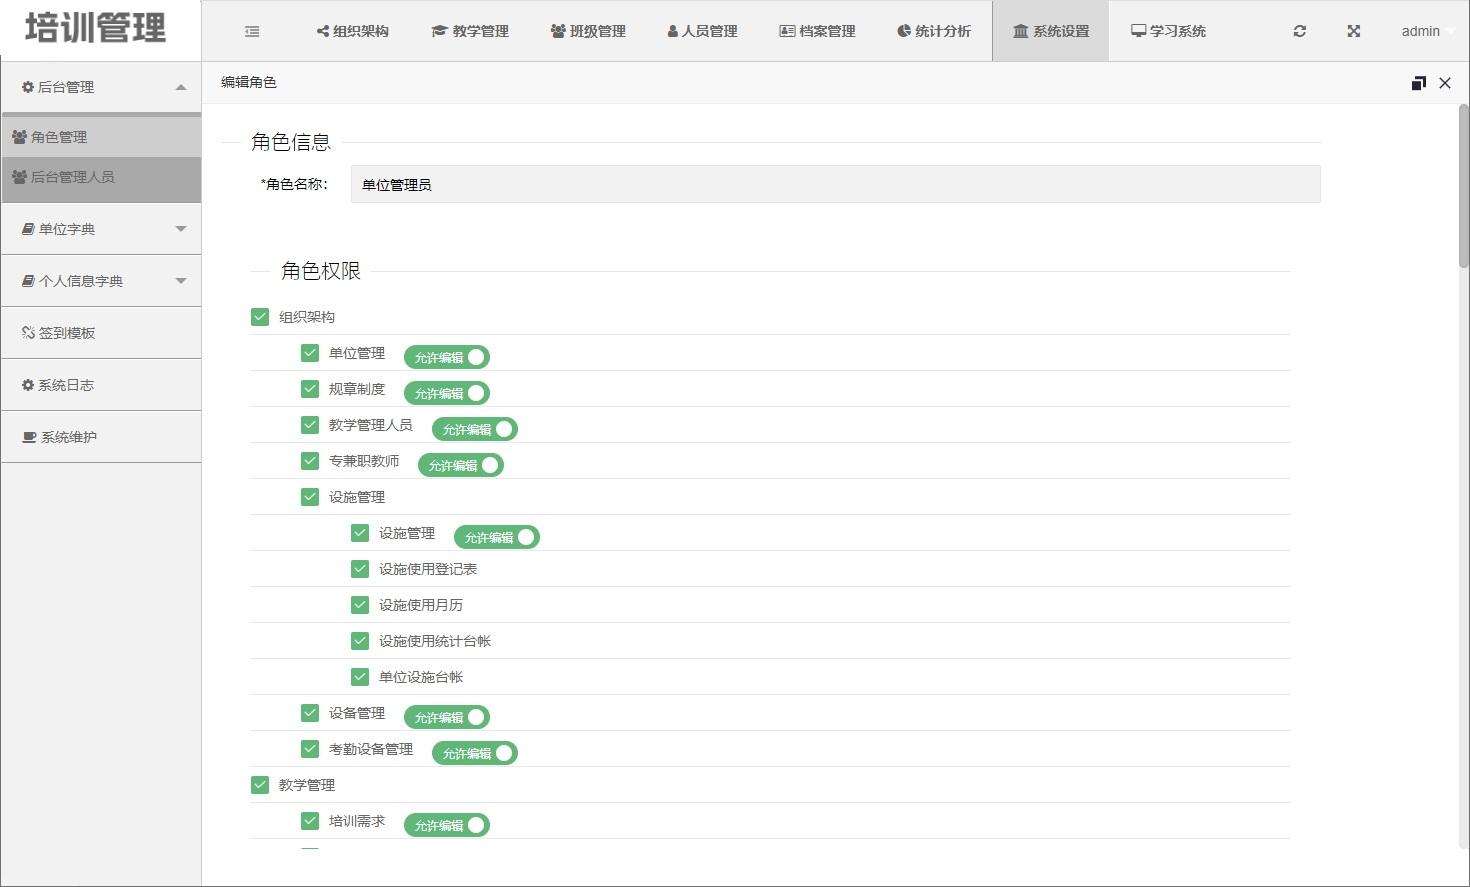 培训管理
组织架构
教学管理
班级管理
人员管理
档案管理
统计分析
系统设置
学习系统
admin
后台管理
角色管理
后台管理人员
单位字典
个人信息字典
签到模板
系统日志
系统维护
编辑角色
角色信息
*角色名称：
单位管理员
角色权限
组织架构
单位管理 允许编辑
规章制度 允许编辑
教学管理人员 允许编辑
专兼职教师 允许编辑
设施管理
设施管理 允许编辑
设施使用登记表
设施使用月历
设施使用统计台帐
单位设施台帐
设备管理 允许编辑
考勤设备管理 允许编辑
教学管理
培训需求 允许编辑